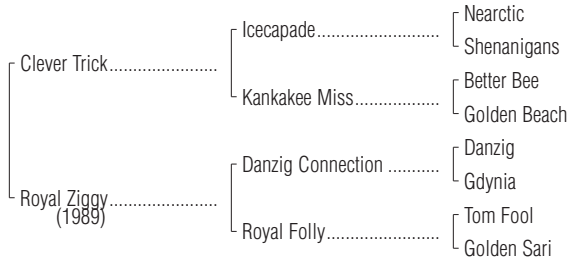 Nearctic
Icecapade
Shenanigans
Clever Trick
Better Bee
Kankakee Miss
Golden Beach
Danzig
Danzig Connection
Gdynia
Royal Ziggy
(1989)
Tom Fool
Royal Folly
Golden Sari